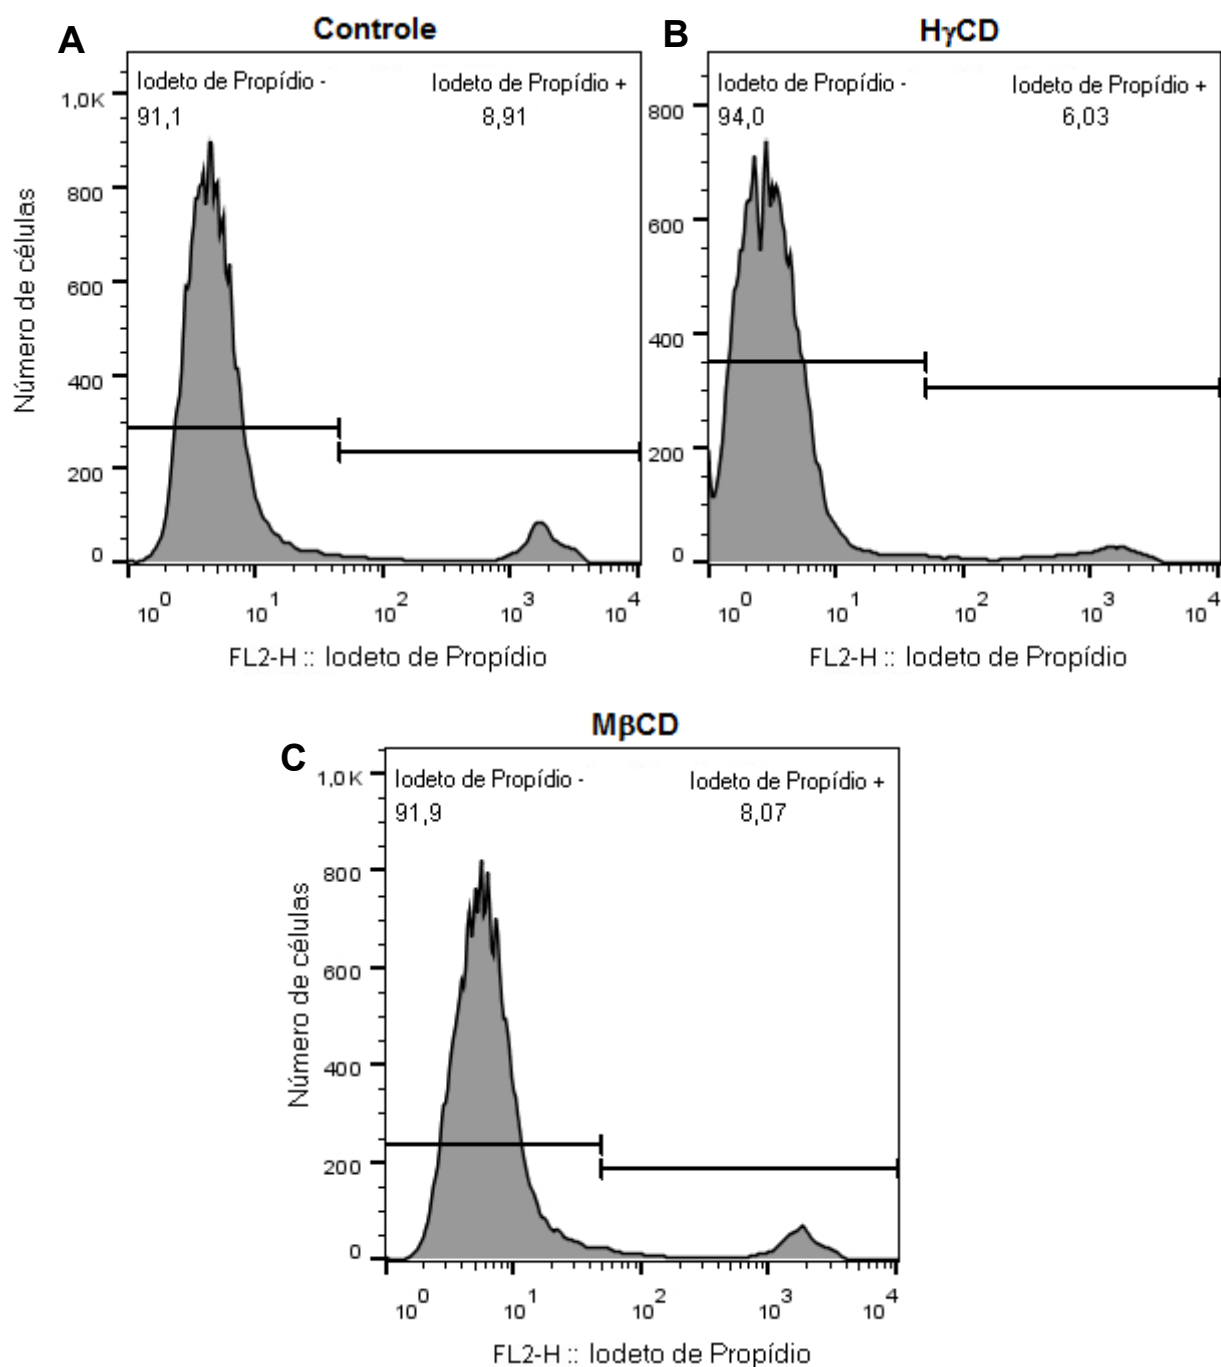 A
Controle
Iodeto de Propídio -
91,1
Iodeto de Propídio +
8,91
1,0K
800
600
400
200
0
Número de células
10^0 10^1 10^2 10^3 10^4
FL2-H :: Iodeto de Propídio
B
HγCD
Iodeto de Propídio -
94,0
Iodeto de Propídio +
6,03
800
600
400
200
0
10^0 10^1 10^2 10^3 10^4
FL2-H :: Iodeto de Propídio
C
MβCD
Iodeto de Propídio -
91,9
Iodeto de Propídio +
8,07
1,0K
800
600
400
200
0
Número de células
10^0 10^1 10^2 10^3 10^4
FL2-H :: Iodeto de Propídio